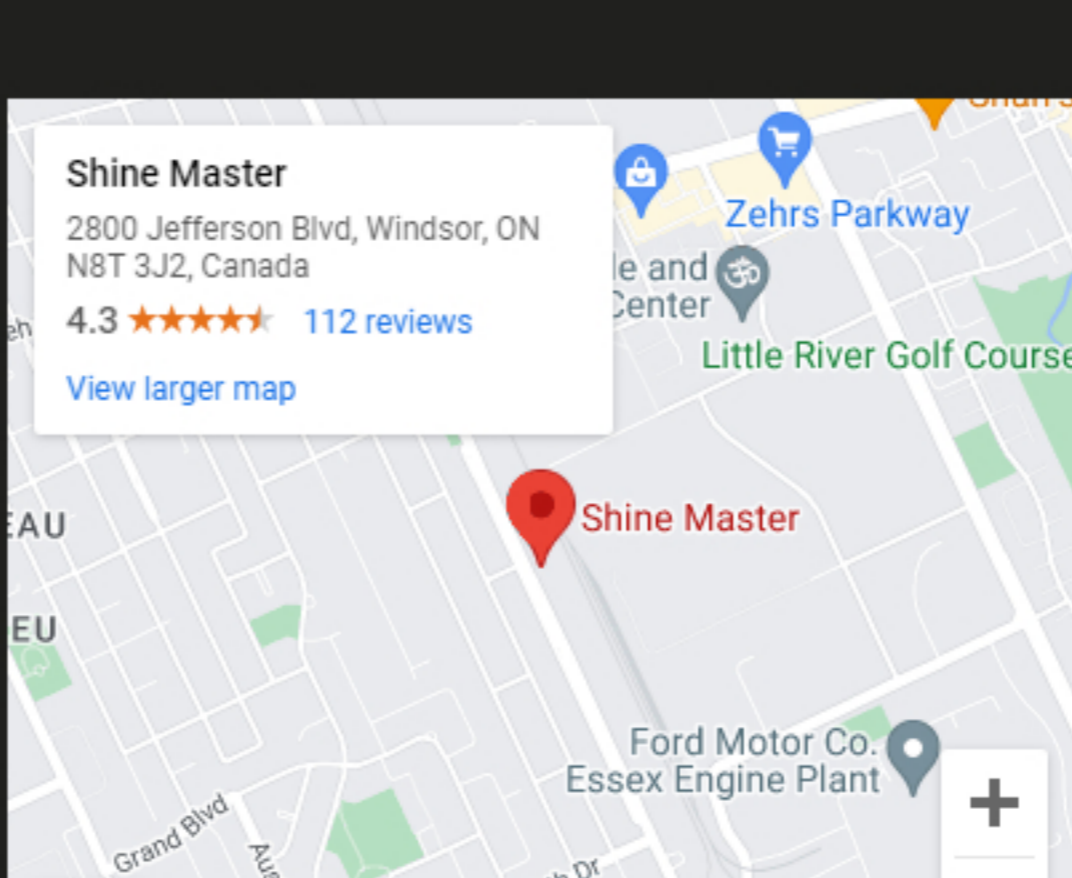 Shine Master
2800 Jefferson Blvd, Windsor, ON
N8T 3J2, Canada
4.3
112 reviews
View larger map
Zehrs Parkway
le and
Center
Little River Golf Course
Shine Master
EAU
EU
Ford Motor Co.
Essex Engine Plant
Grand Blvd
Dr